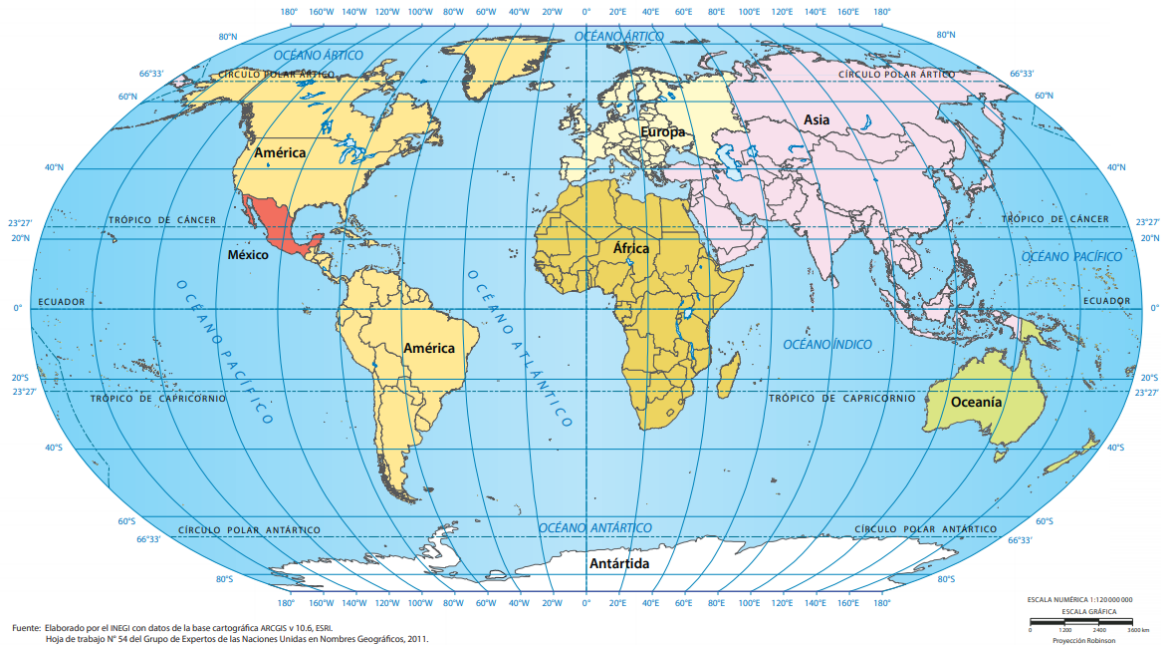 180° 160°W 140°W 120°W 100°W 80°W 60°W 40°W 20°W 0° 20°E 40°E 60°E 80°E 100°E 120°E 140°E 160°E 180°
80°N
OCÉANO ÁRTICO
80°N
OCÉANO ÁRTICO
66°33'
CÍRCULO POLAR ÁRTICO
CÍRCULO POLAR ÁRTICO
66°33'
60°N
60°N
Asia
Europa
América
40°N
40°N
TRÓPICO DE CÁNCER
TRÓPICO DE CÁNCER
23°27'
23°27'
20°N
20°N
África
México
OCÉANO PACÍFICO
OCÉANO PACÍFICO
OCÉANO ATLÁNTICO
ECUADOR
ECUADOR
0°
0°
OCÉANO ÍNDICO
América
20°S
20°S
23°27'
23°27'
TRÓPICO DE CAPRICORNIO
TRÓPICO DE CAPRICORNIO
Oceanía
40°S
40°S
60°S
60°S
CÍRCULO POLAR ANTÁRTICO
OCÉANO ANTÁRTICO
CÍRCULO POLAR ANTÁRTICO
66°33'
66°33'
Antártida
80°S
80°S
180° 160°W 140°W 120°W 100°W 80°W 60°W 40°W 20°W 0° 20°E 40°E 60°E 80°E 100°E 120°E 140°E 160°E 180°
ESCALA NUMÉRICA 1:120 000 000
ESCALA GRÁFICA
0 1 200 2 400 3 600 km
Proyección Robinson
Fuente: Elaborado por el INEGI con datos de la base cartográfica ARCGIS v 10.6, ESRI.
Hoja de trabajo N° 54 del Grupo de Expertos de las Naciones Unidas en Nombres Geográficos, 2011.